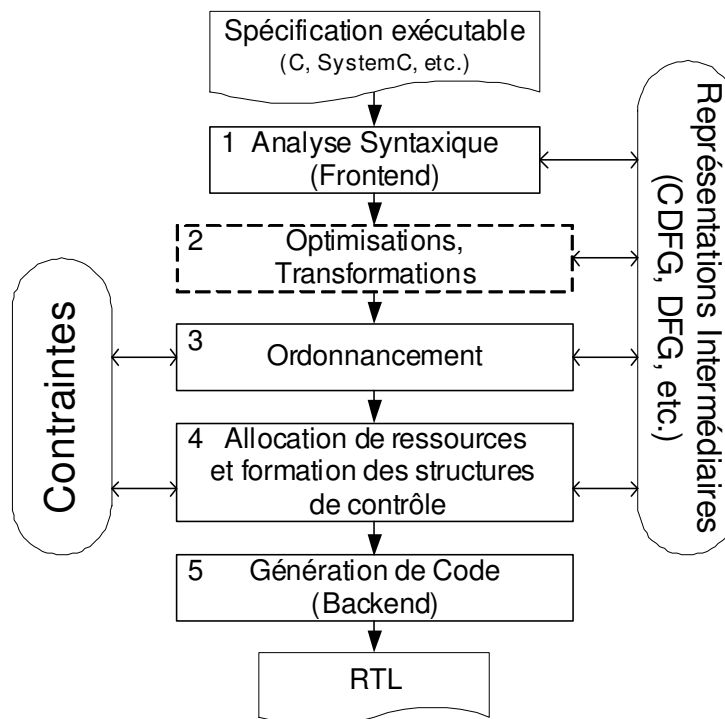 Spécification exécutable
(C, SystemC, etc.)
1 Analyse Syntaxique
(Frontend)
2 Optimisations,
Transformations
3 Ordonnancement
4 Allocation de ressources
et formation des structures
de contrôle
5 Génération de Code
(Backend)
RTL
Contraintes
Représentations Intermédiaires
(CDFG, DFG, etc.)